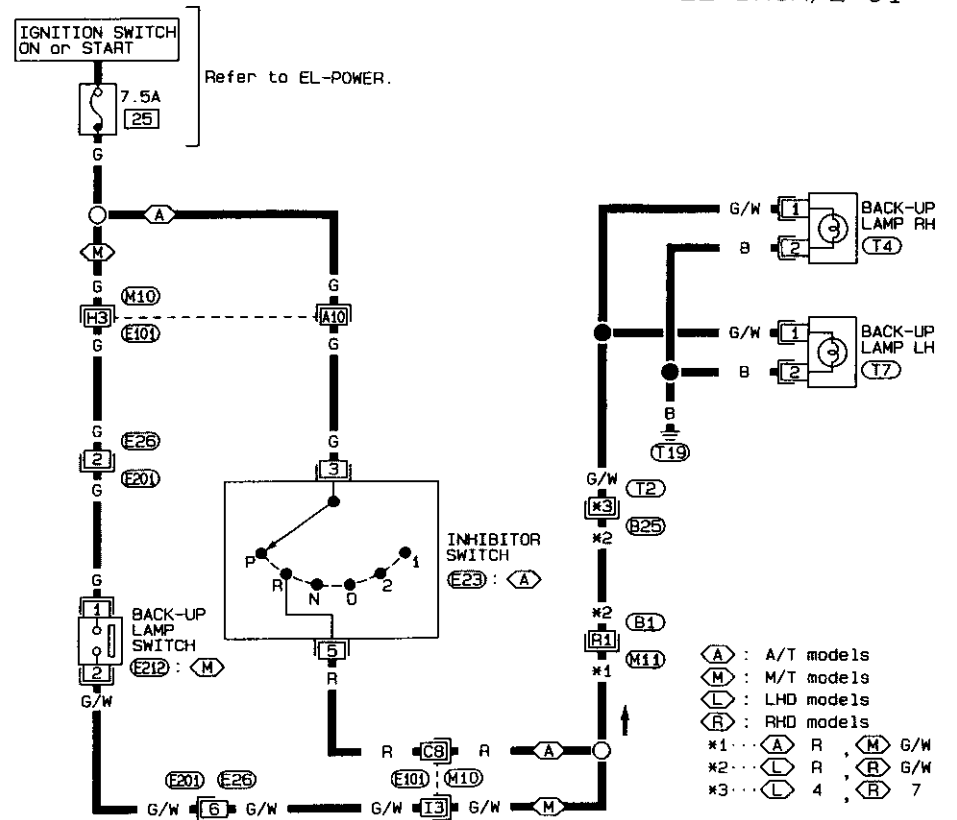 IGNITION SWITCH
ON or START
Refer to EL-POWER.
7.5A
25
G
A
M
G
G
M10
H3
A10
E101
G
G
G/W 1 BACK-UP
LAMP RH
B 2 T4
G/W 1 BACK-UP
LAMP LH
B 2 T7
B
T19
G
G
E26
2
3
E201
G
G/W
T2
*3
B25
*2
P R N D 2 1
INHIBITOR
SWITCH
E23 : A
G
1
BACK-UP
LAMP
SWITCH
2
E212 : M
G/W
5
R
*2
B1
R1
M11
*1
A : A/T models
M : M/T models
L : LHD models
R : RHD models
*1··· A R , M G/W
*2··· L R , R G/W
*3··· L 4 , R 7
R C8 R A
E201 E26
E101 M10
G/W 6 G/W
G/W I3 G/W M